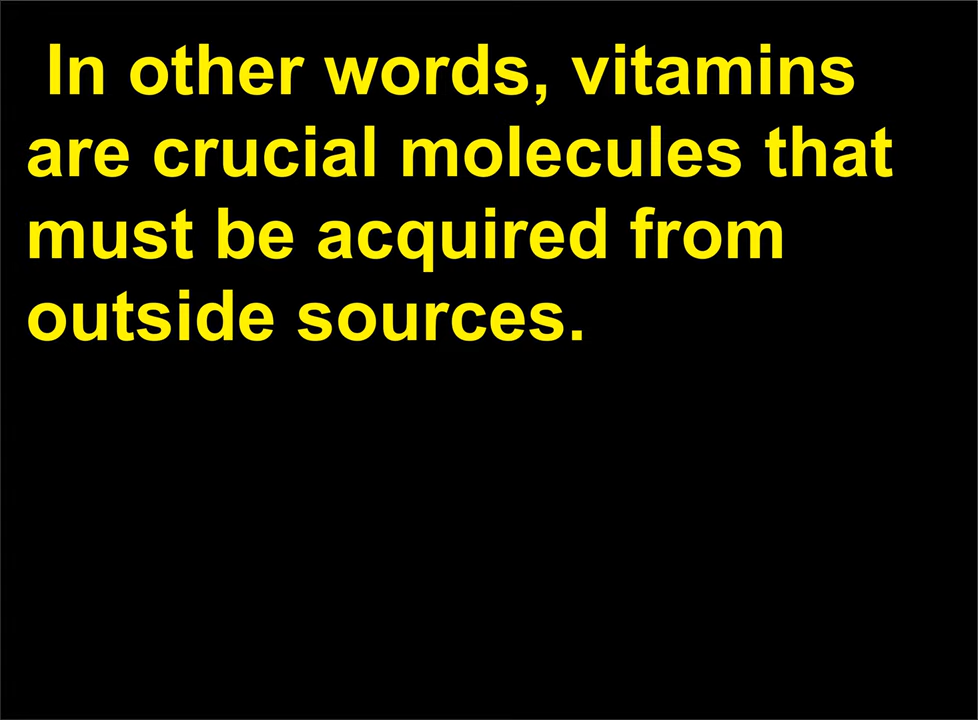 In other words, vitamins
are crucial molecules that
must be acquired from
outside sources.